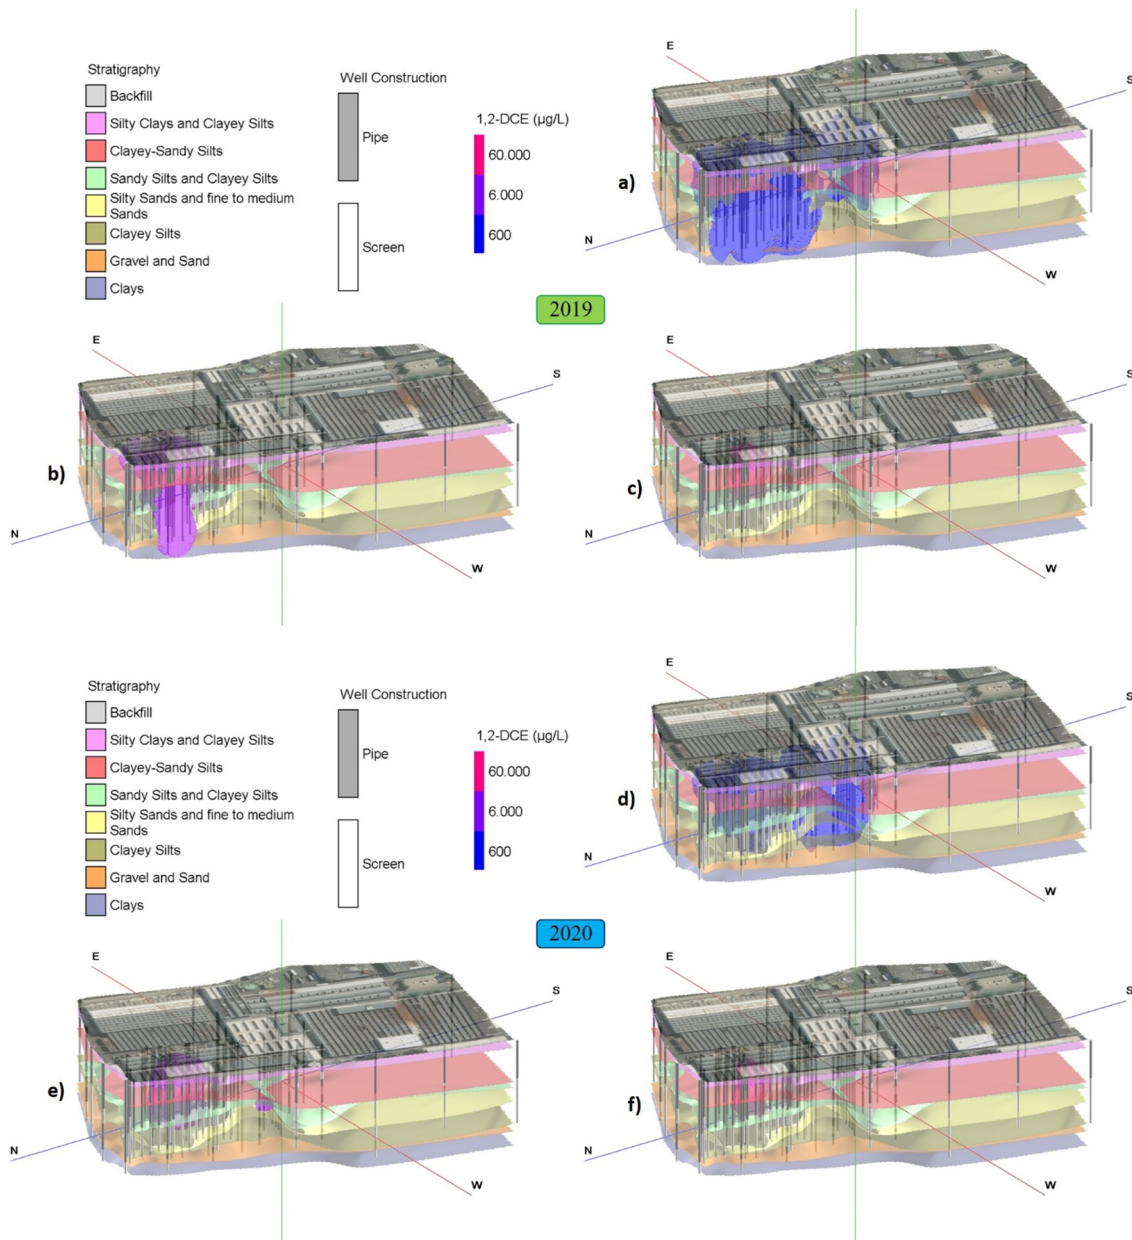 E
S
Stratigraphy
Backfill
Silty Clays and Clayey Silts
Clayey-Sandy Silts
Sandy Silts and Clayey Silts
Silty Sands and fine to medium
Sands
Clayey Silts
Gravel and Sand
Clays
Well Construction
Pipe
Screen
1,2-DCE (µg/L)
60.000
6.000
600
a)
N
W
2019
E
S
b)
N
W
E
S
c)
N
W
Stratigraphy
Backfill
Silty Clays and Clayey Silts
Clayey-Sandy Silts
Sandy Silts and Clayey Silts
Silty Sands and fine to medium
Sands
Clayey Silts
Gravel and Sand
Clays
Well Construction
Pipe
Screen
1,2-DCE (µg/L)
60.000
6.000
600
E
S
d)
N
W
2020
E
S
e)
N
W
E
S
f)
N
W